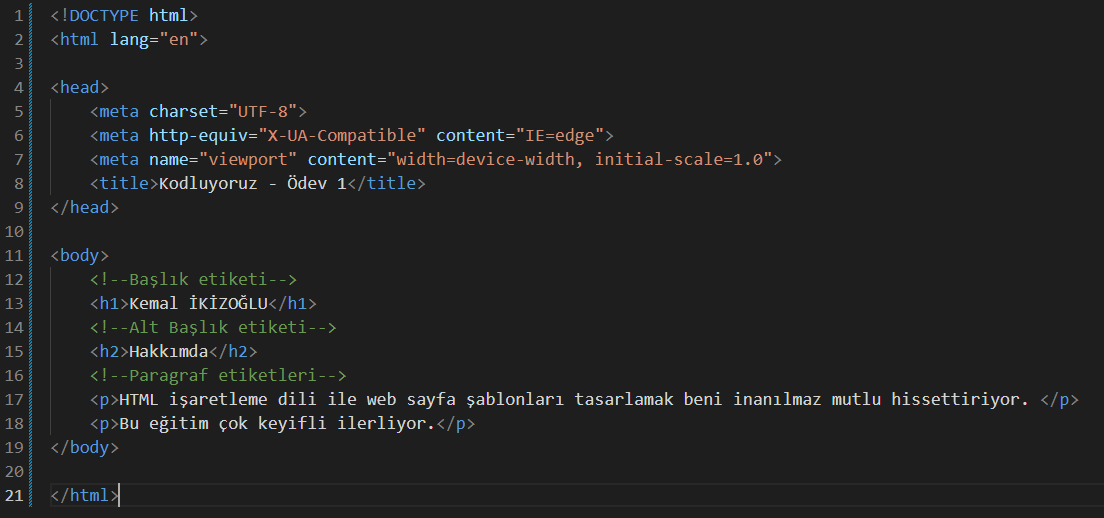 1 <!DOCTYPE html>
2 <html lang="en">
3
4 <head>
5     <meta charset="UTF-8">
6     <meta http-equiv="X-UA-Compatible" content="IE=edge">
7     <meta name="viewport" content="width=device-width, initial-scale=1.0">
8     <title>Kodluyoruz - Ödev 1</title>
9 </head>
10
11 <body>
12     <!--Başlık etiketi-->
13     <h1>Kemal İKİZOĞLU</h1>
14     <!--Alt Başlık etiketi-->
15     <h2>Hakkımda</h2>
16     <!--Paragraf etiketleri-->
17     <p>HTML işaretleme dili ile web sayfa şablonları tasarlamak beni inanılmaz mutlu hissettiriyor. </p>
18     <p>Bu eğitim çok keyifli ilerliyor.</p>
19 </body>
20
21 </html>